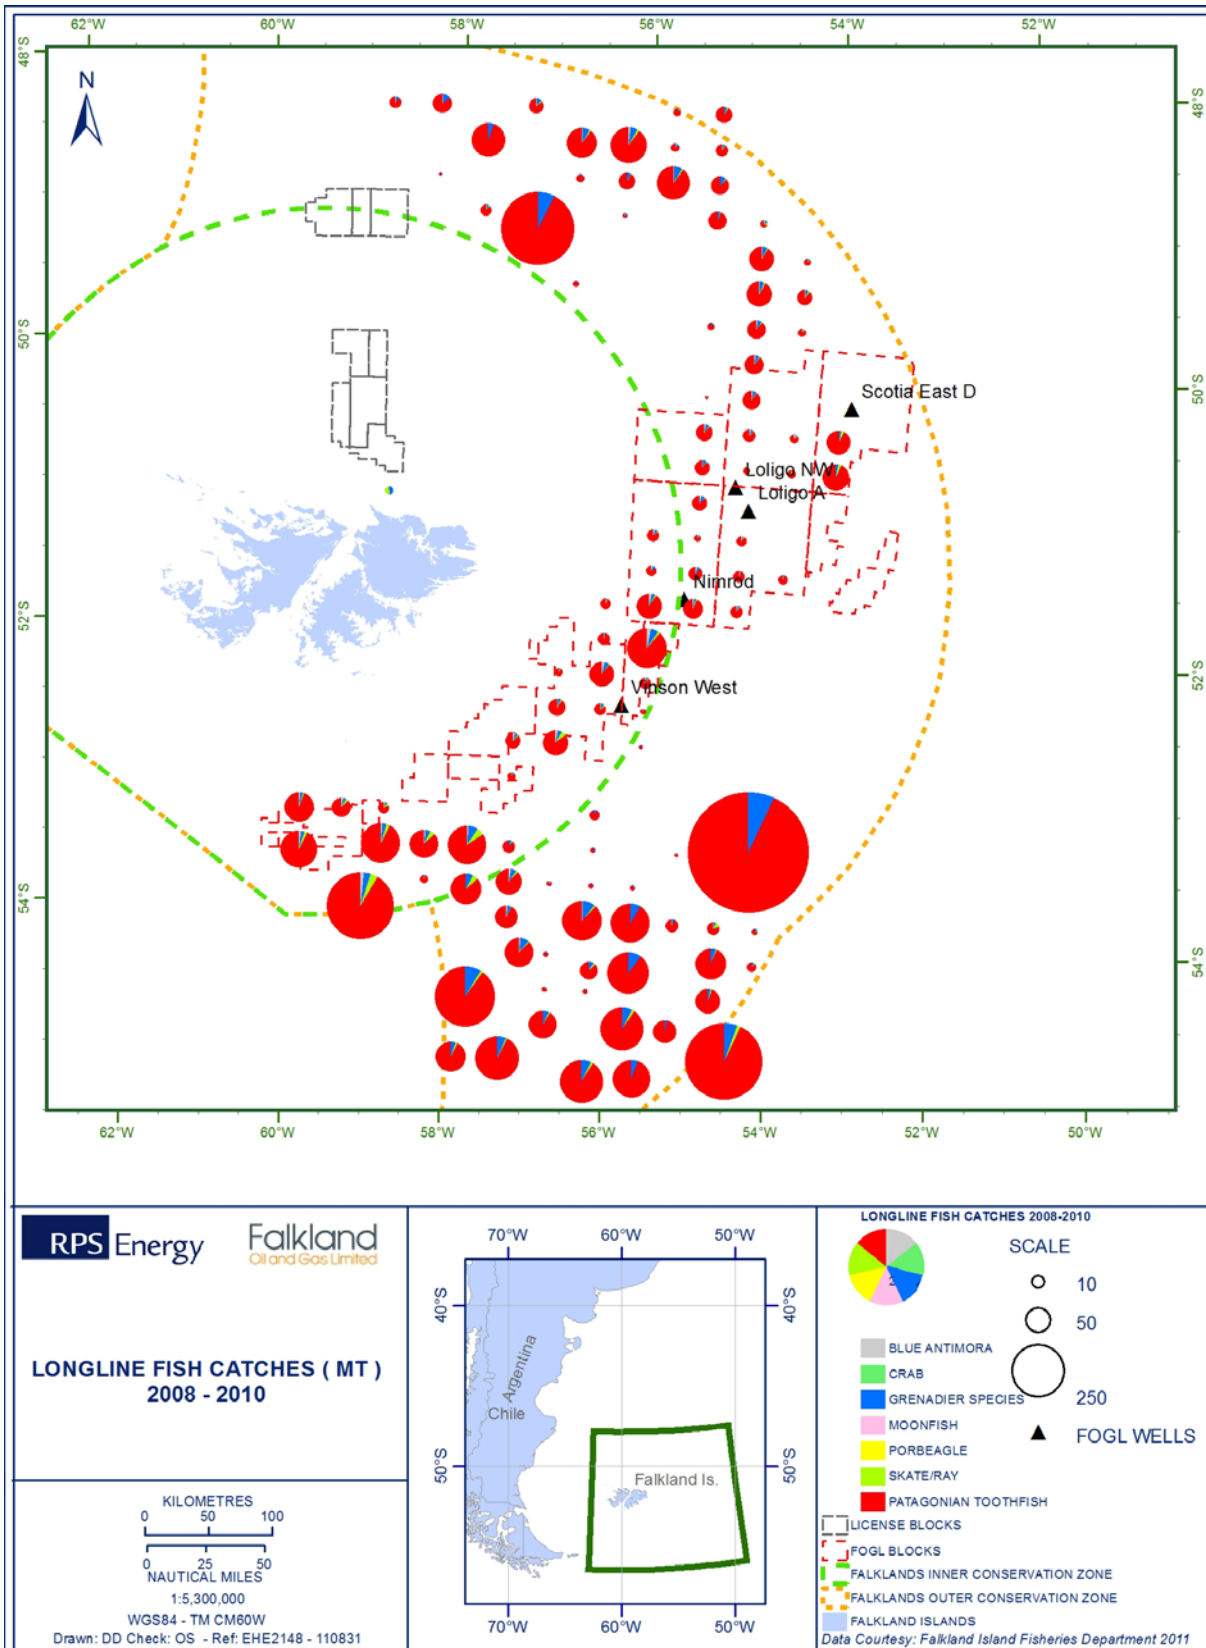 62°W 60°W 58°W 56°W 54°W 52°W
48°S 48°S
N
50°S 50°S
Scotia East D
Loligo NW
Loligo A
Nimrod
52°S 52°S
Vinson West
54°S 54°S
62°W 60°W 58°W 56°W 54°W 52°W 50°W
RPS Energy
Falkland
Oil and Gas Limited
LONGLINE FISH CATCHES ( MT )
2008 - 2010
KILOMETRES
0 50 100
0 25 50
NAUTICAL MILES
1:5,300,000
WGS84 - TM CM60W
Drawn: DD Check: OS - Ref: EHE2148 - 110831
70°W 60°W 50°W
40°S 40°S
Argentina
Chile
50°S 50°S
Falkland Is.
70°W 60°W 50°W
LONGLINE FISH CATCHES 2008-2010
SCALE
10
50
250
FOGL WELLS
BLUE ANTIMORA
CRAB
GRENADIER SPECIES
MOONFISH
PORBEAGLE
SKATE/RAY
PATAGONIAN TOOTHFISH
LICENSE BLOCKS
FOGL BLOCKS
FALKLANDS INNER CONSERVATION ZONE
FALKLANDS OUTER CONSERVATION ZONE
FALKLAND ISLANDS
Data Courtesy: Falkland Island Fisheries Department 2011